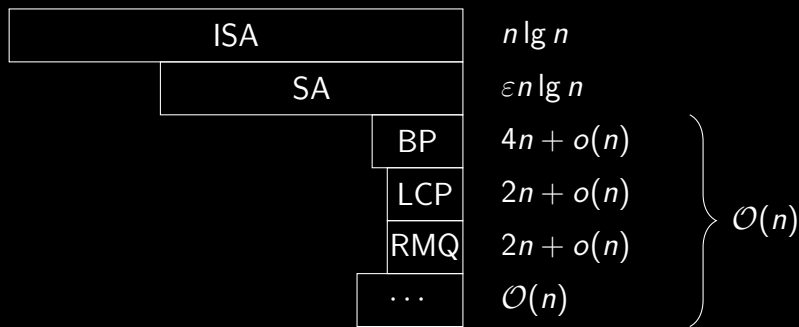 ISA n lg n
SA εn lg n
BP 4n + o(n)
LCP 2n + o(n)
RMQ 2n + o(n)
𝒪(n)
··· 𝒪(n)